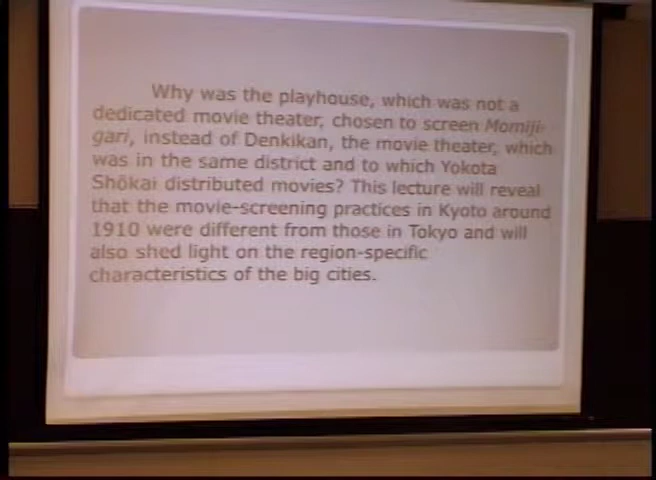 Why was the playhouse, which was not a
dedicated movie theater, chosen to screen Momiji-
gari, instead of Denkikan, the movie theater, which
was in the same district and to which Yokota
Shôkai distributed movies? This lecture will reveal
that the movie-screening practices in Kyoto around
1910 were different from those in Tokyo and will
also shed light on the region-specific
characteristics of the big cities.